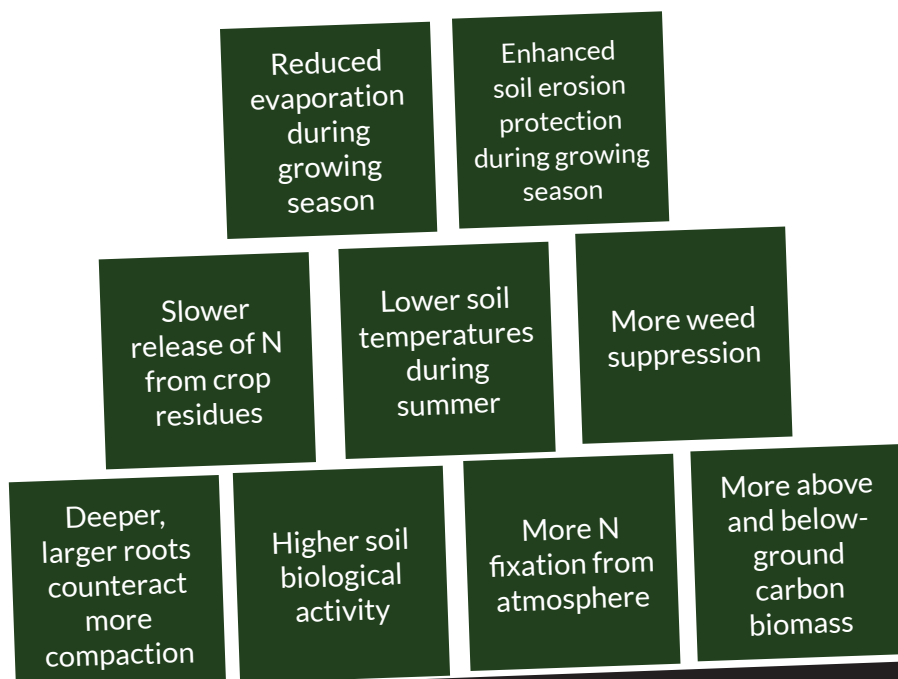 Reduced
evaporation
during
growing
season
Enhanced
soil erosion
protection
during growing
season
Slower
release of N
from crop
residues
Lower soil
temperatures
during
summer
More weed
suppression
Deeper,
larger roots
counteract
more
compaction
Higher soil
biological
activity
More N
fixation from
atmosphere
More above
and below-
ground
carbon
biomass